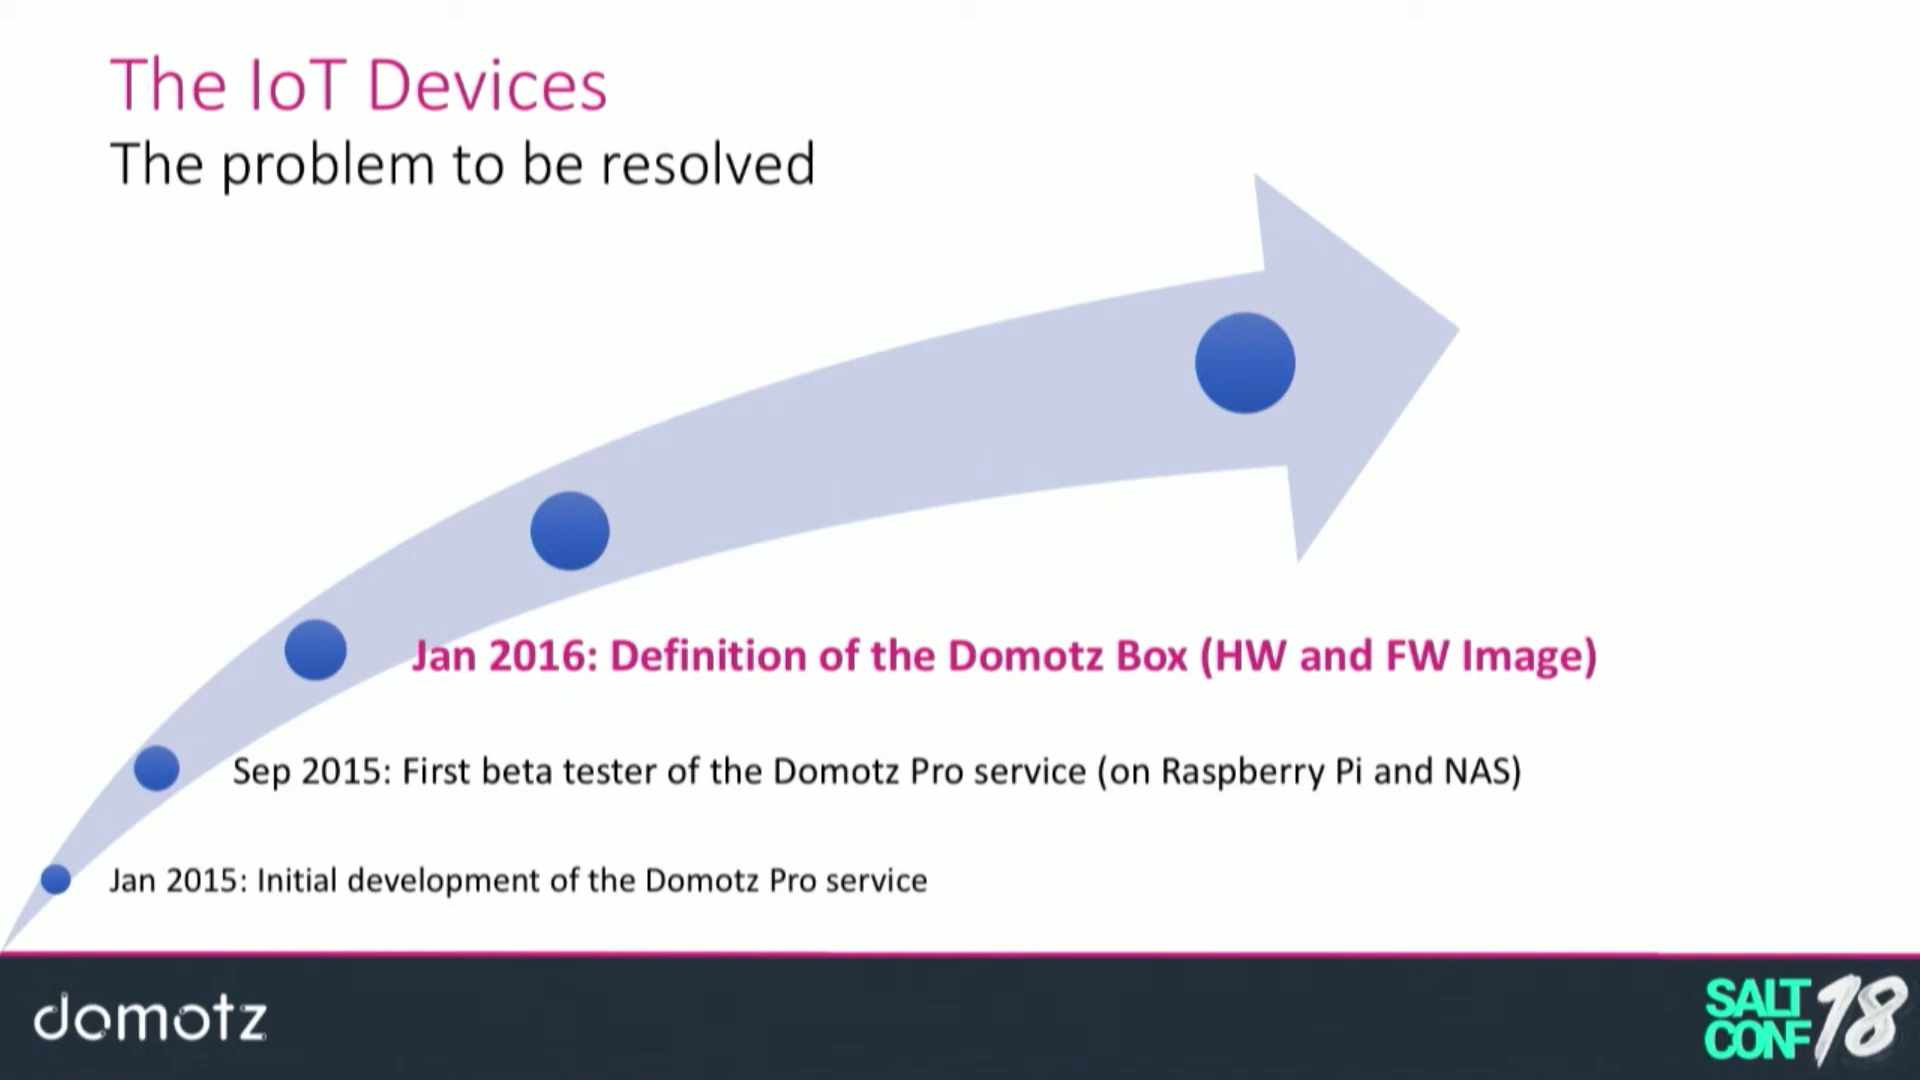 The IoT Devices
The problem to be resolved
Jan 2016: Definition of the Domotz Box (HW and FW Image)
Sep 2015: First beta tester of the Domotz Pro service (on Raspberry Pi and NAS)
Jan 2015: Initial development of the Domotz Pro service
domotz
SALT
CONF 18